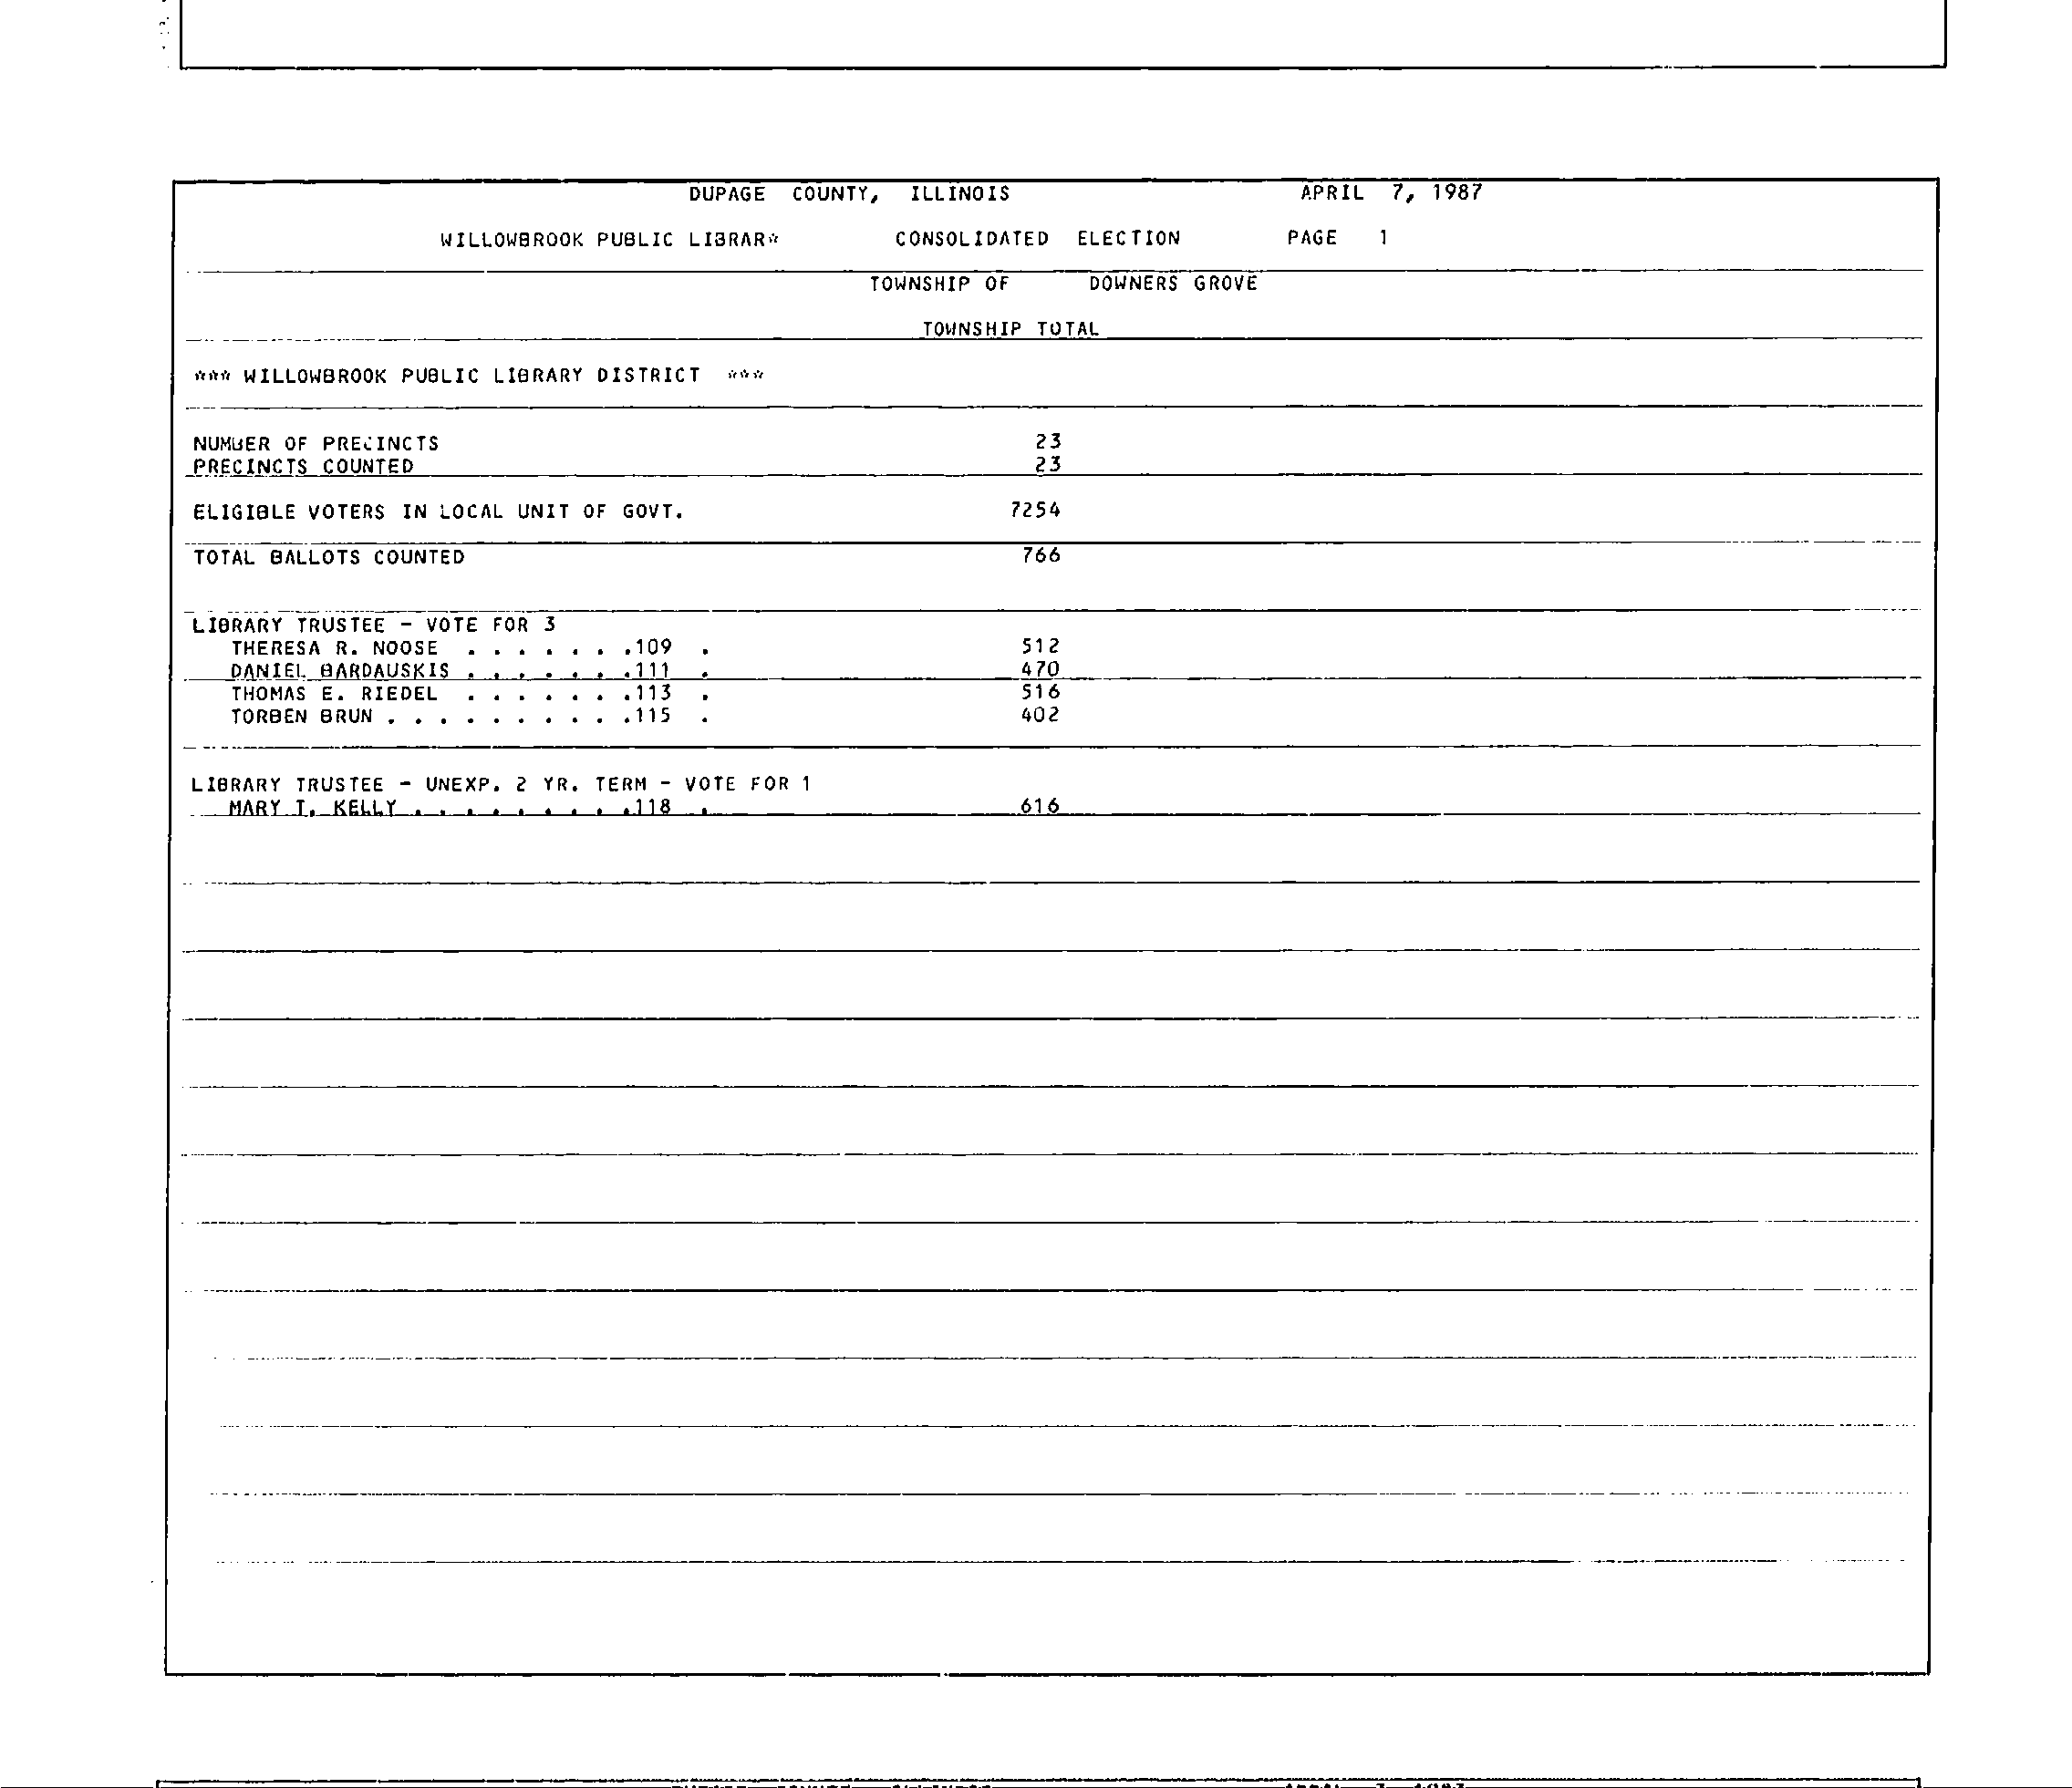 DUPAGE COUNTY, ILLINOIS APRIL 7, 1987
WILLOWBROOK PUBLIC LIBRAR* CONSOLIDATED ELECTION PAGE 1
TOWNSHIP OF DOWNERS GROVE
TOWNSHIP TOTAL
*** WILLOWBROOK PUBLIC LIBRARY DISTRICT ***
NUMBER OF PRECINCTS 23
PRECINCTS COUNTED 23
ELIGIBLE VOTERS IN LOCAL UNIT OF GOVT. 7254
TOTAL BALLOTS COUNTED 766
LIBRARY TRUSTEE - VOTE FOR 3
THERESA R. NOOSE . . . . . . .109 . 512
DANIEL BARDAUSKIS . . . . . . .111 . 470
THOMAS E. RIEDEL . . . . . . .113 . 516
TORBEN BRUN . . . . . . . . . .115 . 402
LIBRARY TRUSTEE - UNEXP. 2 YR. TERM - VOTE FOR 1
MARY I. KELLY . . . . . . . . .118 . 616